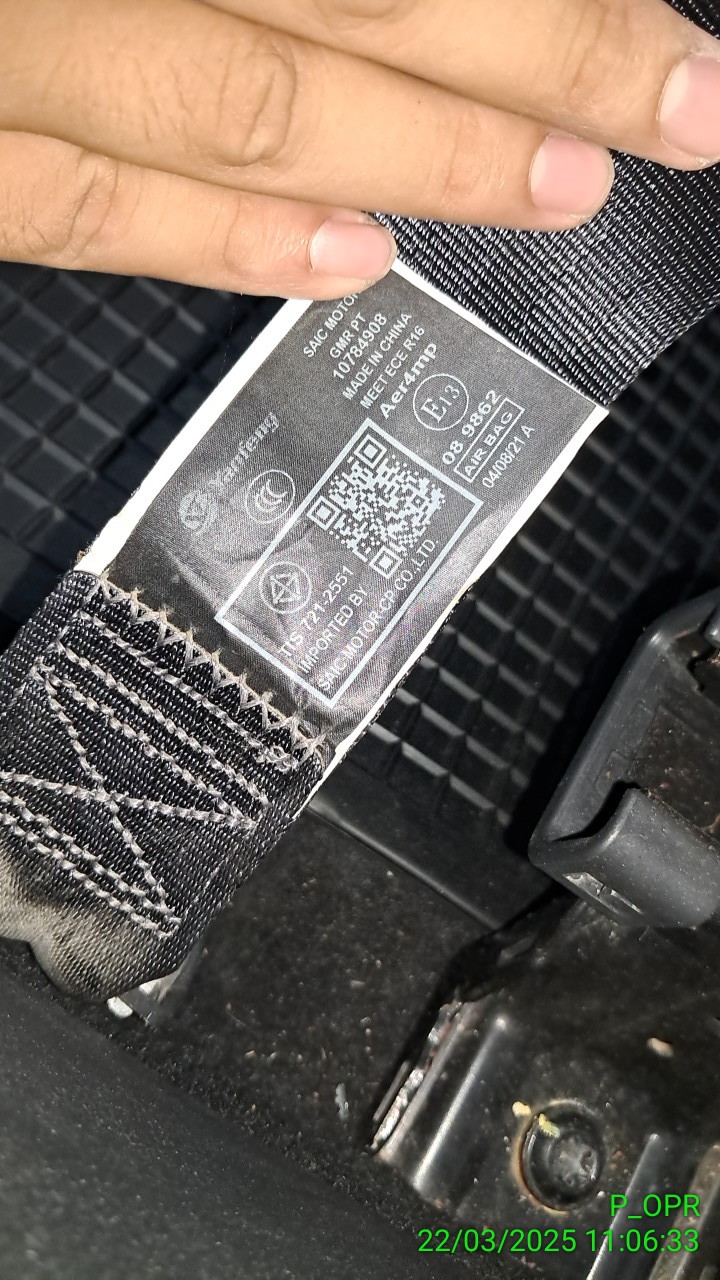 SAIC MOTOR
GMR PT
10784908
MADE IN CHINA
MEET ECE R16
Aer4mp
E13
08 9862
AIR BAG
04/08/21 A
Yanfeng
CCC
TIS 721-2551
IMPORTED BY
SAIC MOTOR-CP CO.,LTD.
P_OPR
22/03/2025 11:06:33